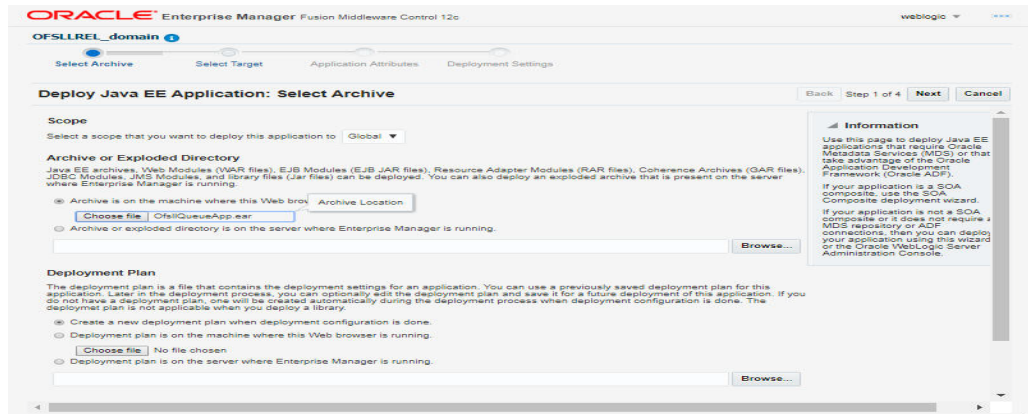 ORACLE Enterprise Manager Fusion Middleware Control 12c
weblogic
OFSLLREL_domain
Select Archive
Select Target
Application Attributes
Deployment Settings
Deploy Java EE Application: Select Archive
Back Step 1 of 4 Next Cancel
Scope
Select a scope that you want to deploy this application to Global
Archive or Exploded Directory
Java EE archives, Web Modules (WAR files), EJB Modules (EJB JAR files), Resource Adapter Modules (RAR files), Coherence Archives (GAR files),
JDBC Modules, JMS Modules, and library files (Jar files) can be deployed. You can also deploy an exploded archive that is present on the server
where Enterprise Manager is running.
Archive is on the machine where this Web brow
Archive Location
Choose file OfsllQueueApp.ear
Archive or exploded directory is on the server where Enterprise Manager is running.
Browse...
Deployment Plan
The deployment plan is a file that contains the deployment settings for an application. You can use a previously saved deployment plan for this
application. Later in the deployment process, you can optionally edit the deployment plan and save it for a future deployment of this application. If you
do not have a deployment plan, one will be created automatically during the deployment process when deployment configuration is done. The
deploymet plan is not applicable when you deploy a library.
Create a new deployment plan when deployment configuration is done.
Deployment plan is on the machine where this Web browser is running.
Choose file No file chosen
Deployment plan is on the server where Enterprise Manager is running.
Browse...
Information
Use this page to deploy Java EE
applications that require Oracle
Metadata Services (MDS) or that
take advantage of the Oracle
Application Development
Framework (Oracle ADF).
If your application is a SOA
composite, use the SOA
Composite deployment wizard.
If your application is not a SOA
composite or it does not require a
MDS repository or ADF
connections, then you can deploy
your application using this wizard
or the Oracle WebLogic Server
Administration Console.